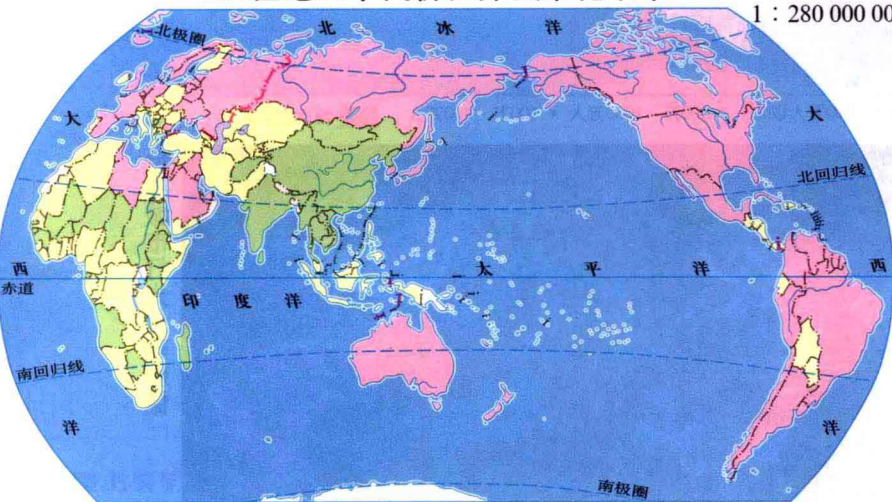 1：280 000 00
北极圈
北冰洋
大
大
北回归线
西
太平洋
西
赤道
印度洋
南回归线
洋
洋
南极圈